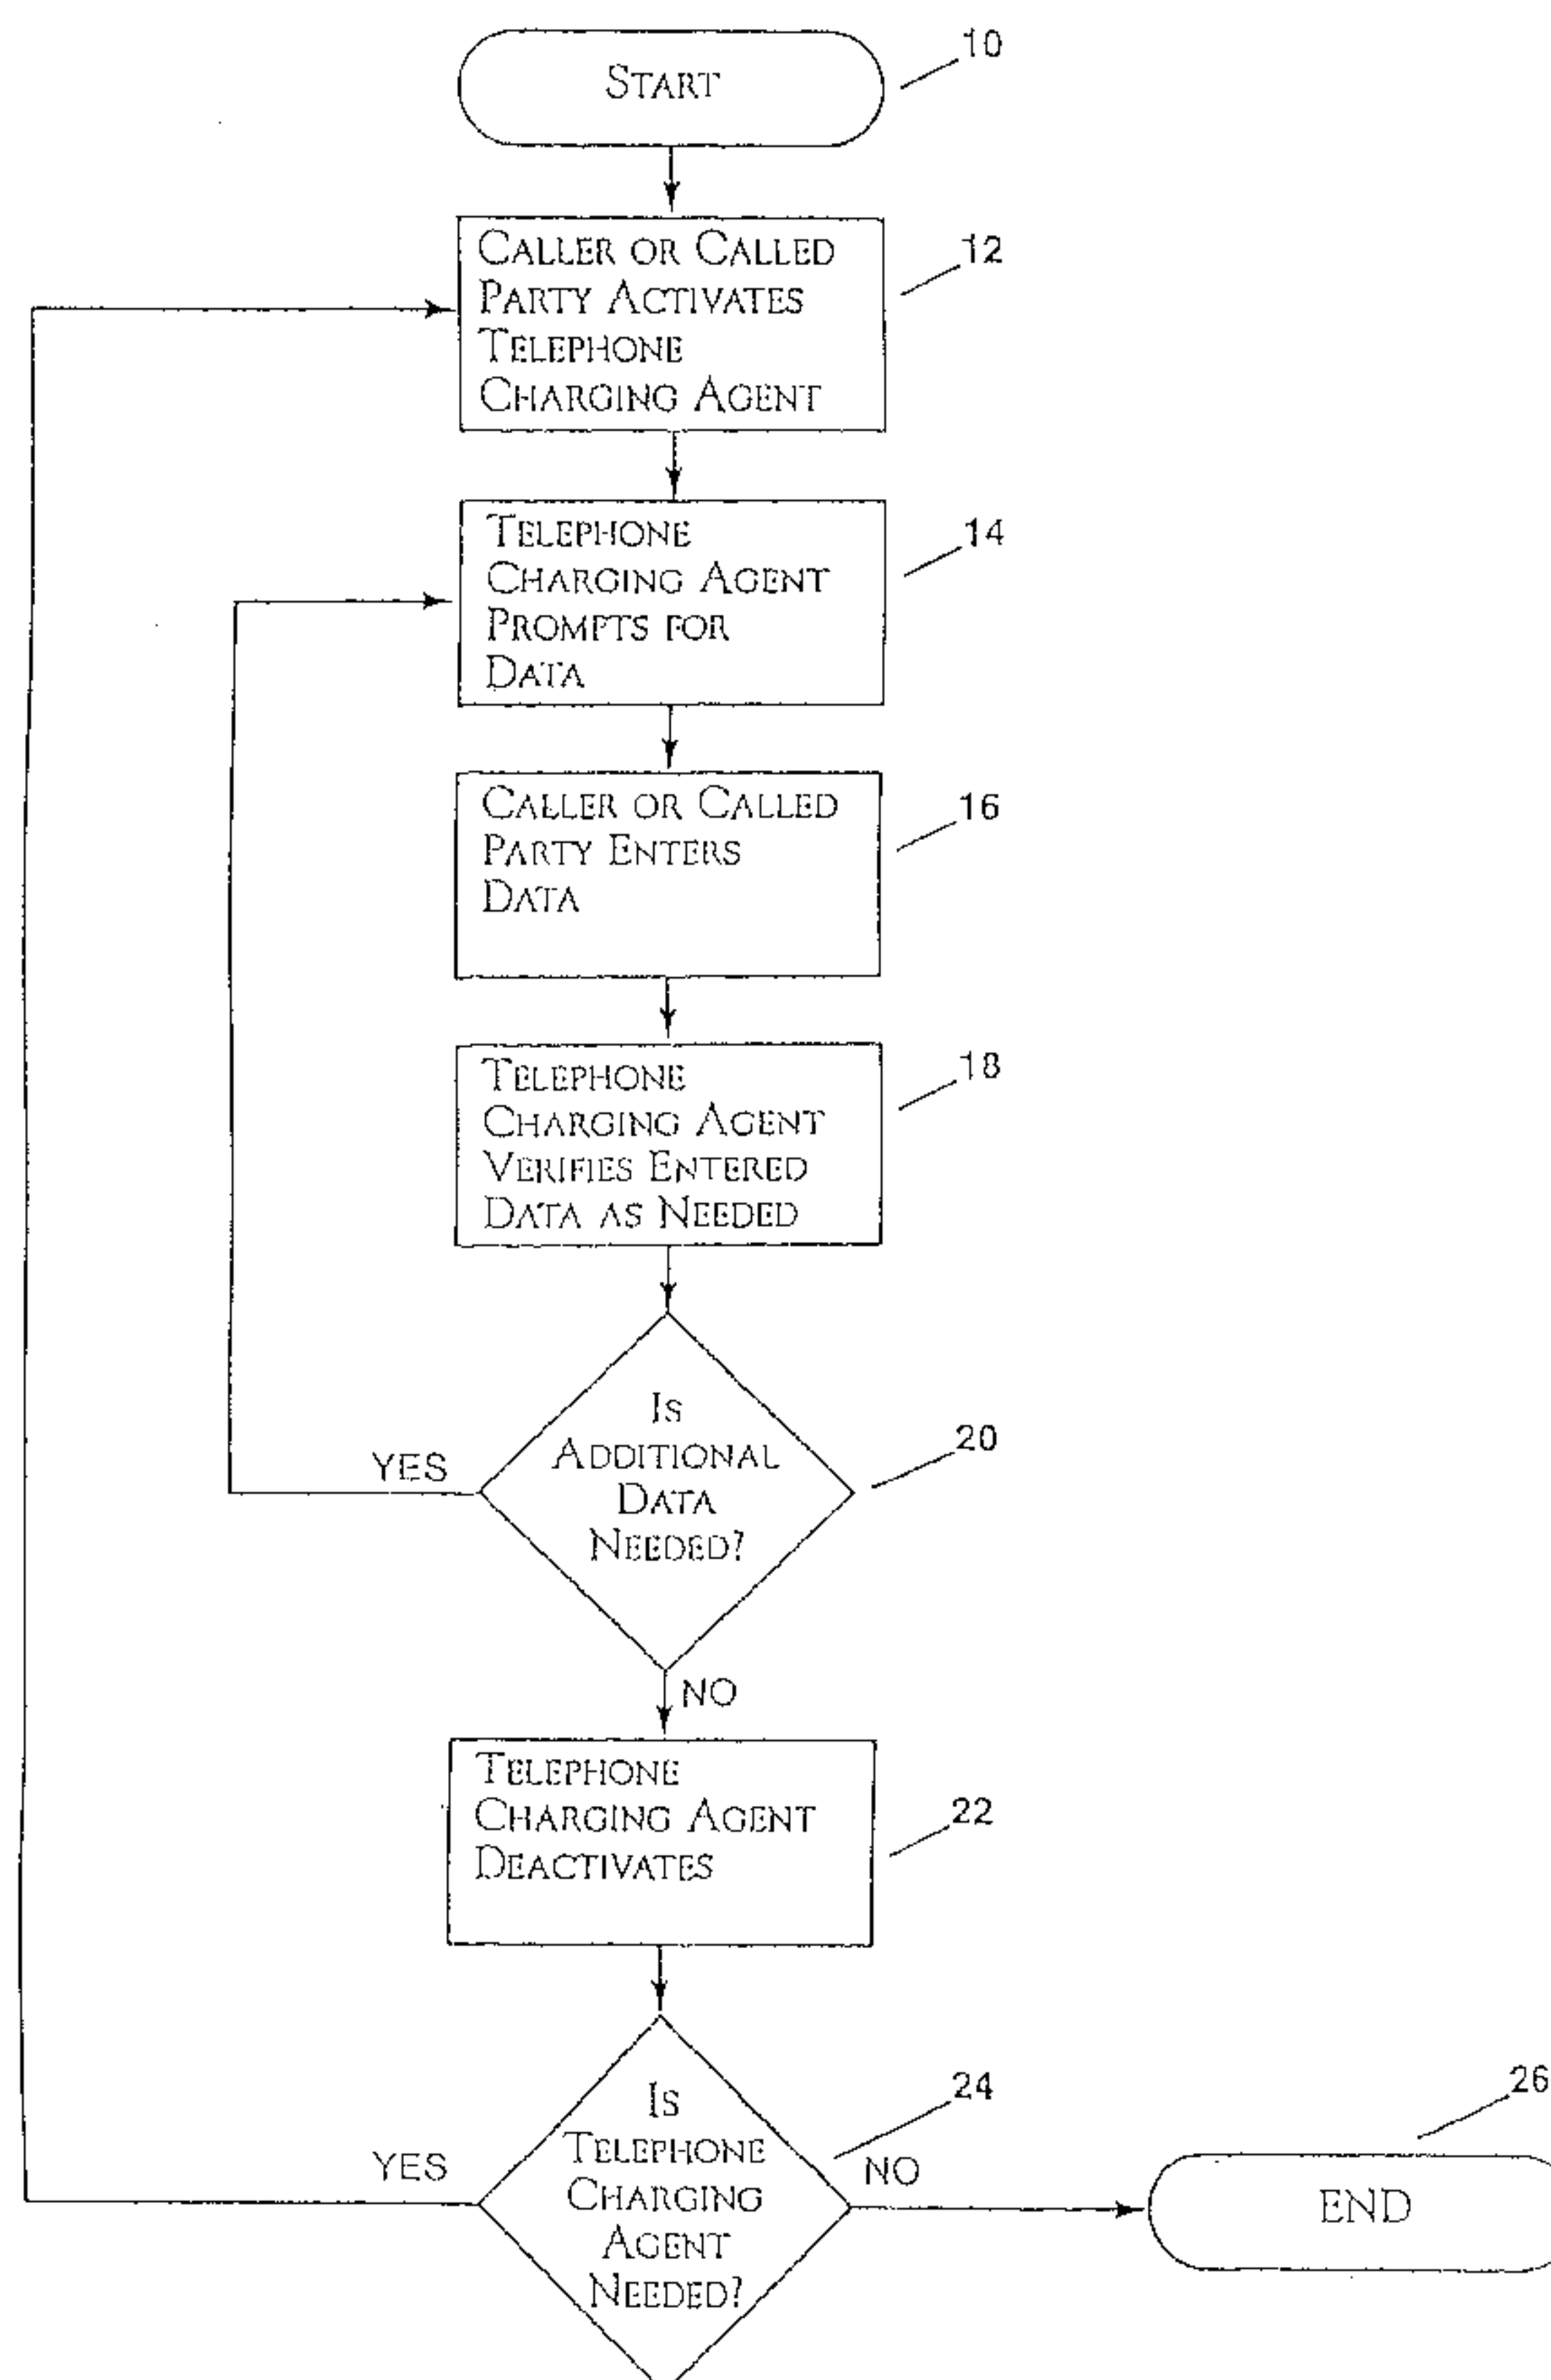 START
10
CALLER OR CALLED
PARTY ACTIVATES
TELEPHONE
CHARGING AGENT
12
TELEPHONE
CHARGING AGENT
PROMPTS FOR
DATA
14
CALLER OR CALLED
PARTY ENTERS
DATA
16
TELEPHONE
CHARGING AGENT
VERIFIES ENTERED
DATA AS NEEDED
18
IS
ADDITIONAL
DATA
NEEDED?
20
YES
NO
TELEPHONE
CHARGING AGENT
DEACTIVATES
22
IS
TELEPHONE
CHARGING
AGENT
NEEDED?
24
YES
NO
26
END